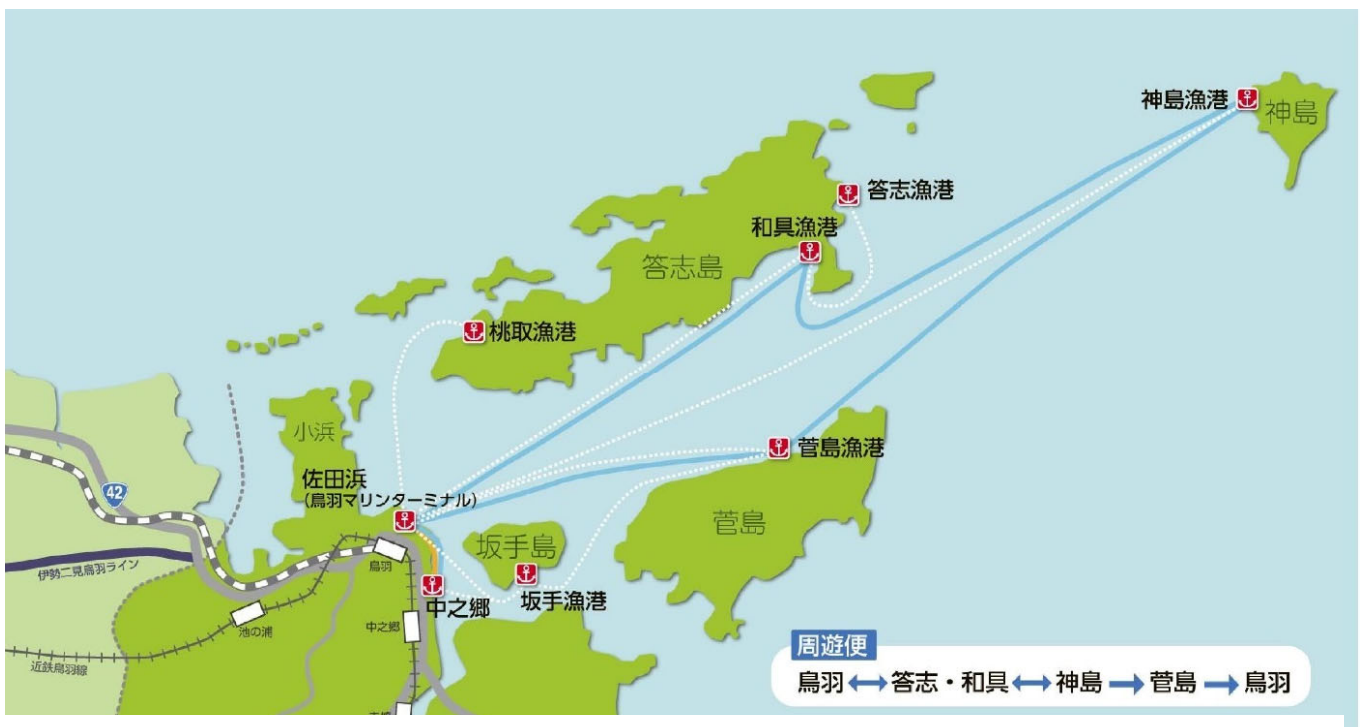 神島漁港
神島
答志漁港
和具漁港
答志島
桃取漁港
小浜
佐田浜
(鳥羽マリンターミナル)
菅島漁港
42
坂手島
菅島
伊勢二見鳥羽ライン
鳥羽
中之郷
坂手漁港
池の浦
中之郷
近鉄鳥羽線
周遊便
鳥羽↔答志・和具↔神島→菅島→鳥羽